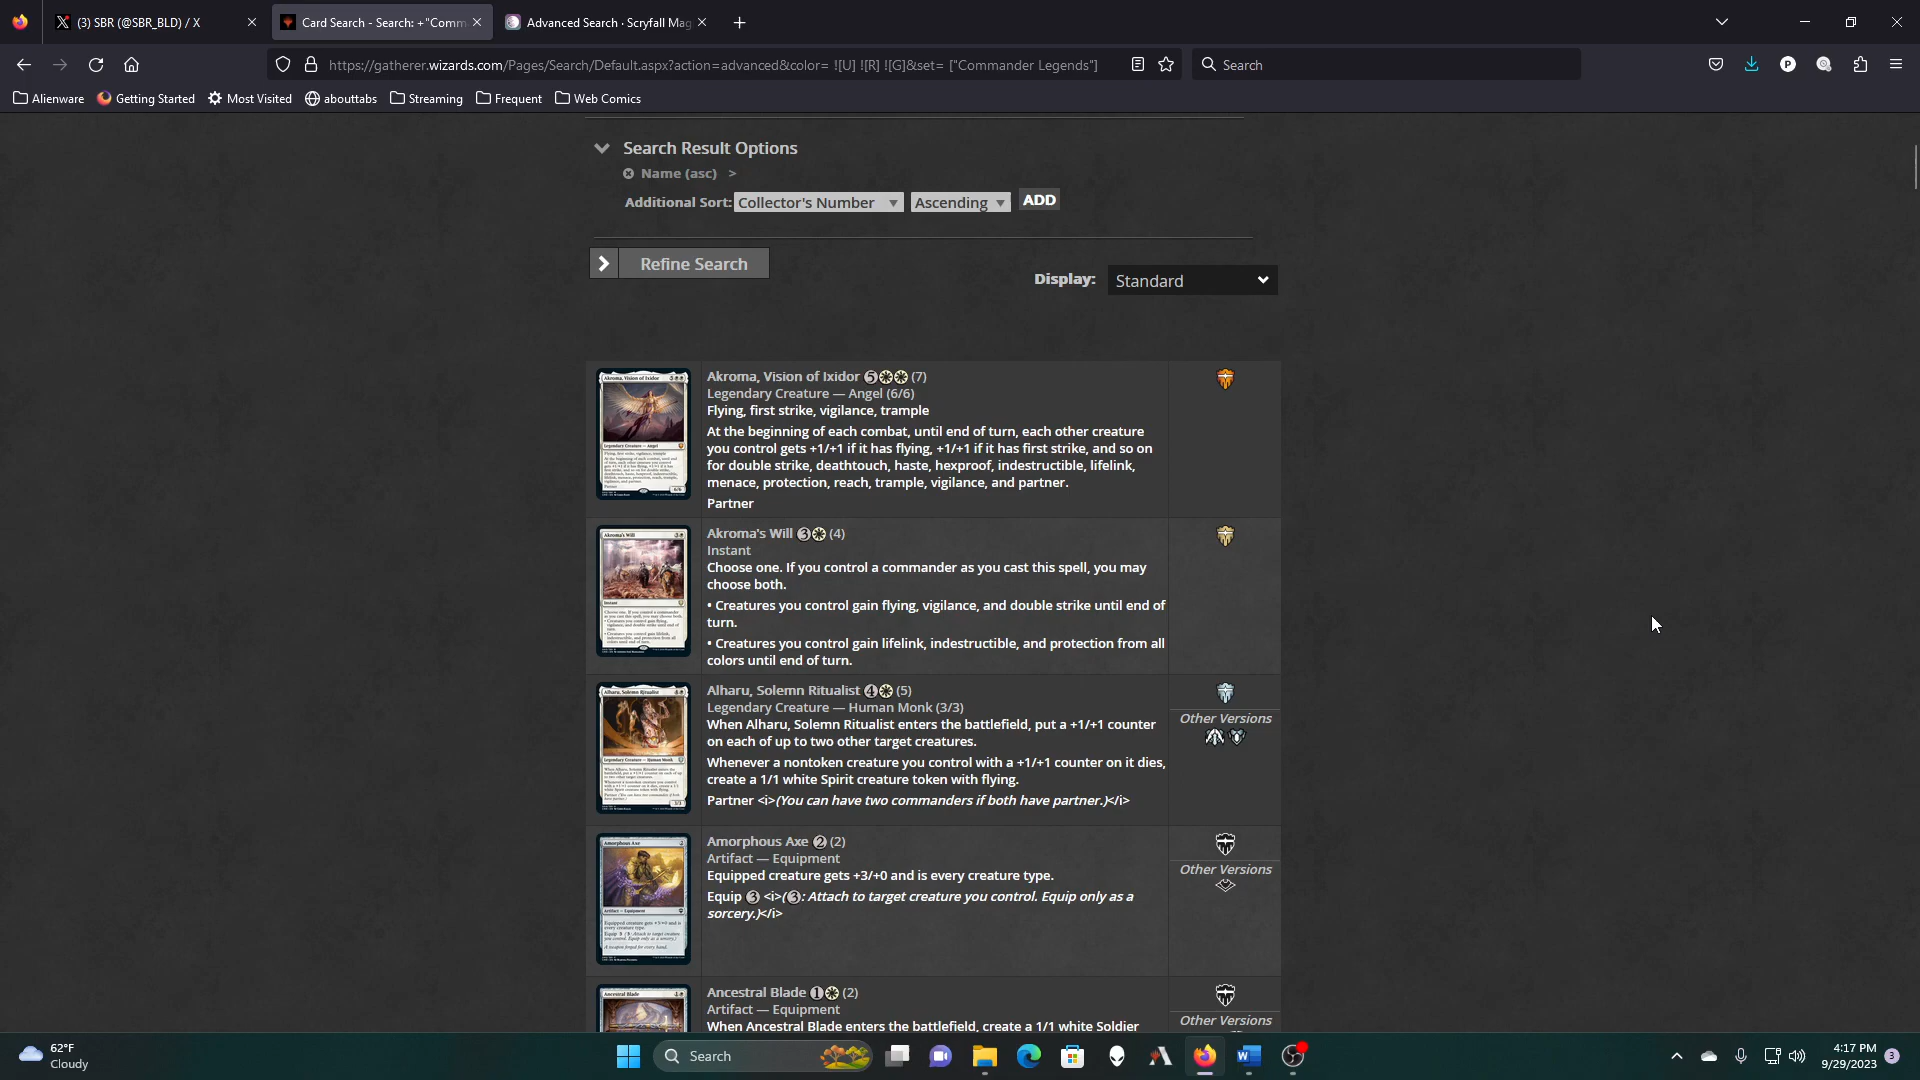 (3) SBR (@SBR_BLD) / X
Card Search - Search: +"Comm
Advanced Search · Scryfall Mag
https://gatherer.wizards.com/Pages/Search/Default.aspx?action=advanced&color= ![U] ![R] ![G]&set= ["Commander Legends"]
Search
P
Alienware
Getting Started
Most Visited
abouttabs
Streaming
Frequent
Web Comics
Search Result Options
Name (asc) >
Additional Sort: Collector's Number Ascending ADD
Refine Search
Display: Standard
Akroma, Vision of Ixidor 5 (7)
Legendary Creature — Angel (6/6)
Flying, first strike, vigilance, trample
At the beginning of each combat, until end of turn, each other creature
you control gets +1/+1 if it has flying, +1/+1 if it has first strike, and so on
for double strike, deathtouch, haste, hexproof, indestructible, lifelink,
menace, protection, reach, trample, vigilance, and partner.
Partner
Akroma's Will 3 (4)
Instant
Choose one. If you control a commander as you cast this spell, you may
choose both.
• Creatures you control gain flying, vigilance, and double strike until end of
turn.
• Creatures you control gain lifelink, indestructible, and protection from all
colors until end of turn.
Alharu, Solemn Ritualist 4 (5)
Legendary Creature — Human Monk (3/3)
When Alharu, Solemn Ritualist enters the battlefield, put a +1/+1 counter
on each of up to two other target creatures.
Whenever a nontoken creature you control with a +1/+1 counter on it dies,
create a 1/1 white Spirit creature token with flying.
Partner <i>(You can have two commanders if both have partner.)</i>
Other Versions
Amorphous Axe 2 (2)
Artifact — Equipment
Equipped creature gets +3/+0 and is every creature type.
Equip 3 <i>(3: Attach to target creature you control. Equip only as a
sorcery.)</i>
Other Versions
Ancestral Blade 1 (2)
Artifact — Equipment
When Ancestral Blade enters the battlefield, create a 1/1 white Soldier
Other Versions
62°F
Cloudy
Search
4:17 PM
9/29/2023
3